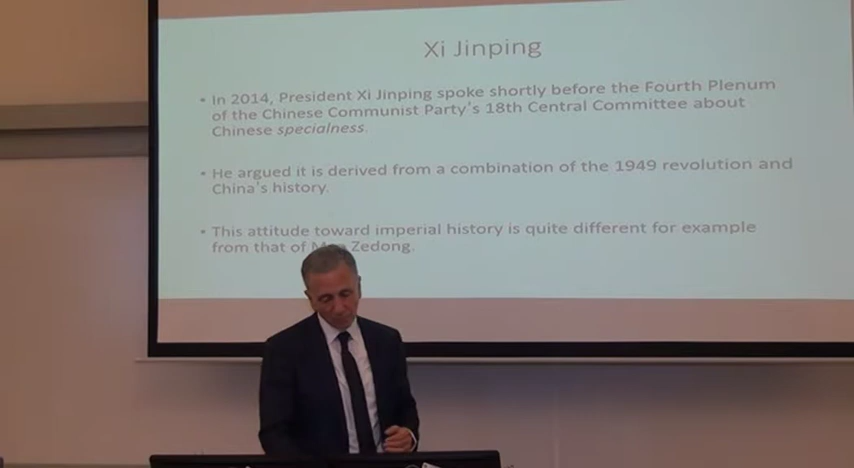 Xi Jinping
• In 2014, President Xi Jinping spoke shortly before the Fourth Plenum
of the Chinese Communist Party's 18th Central Committee about
Chinese specialness.
• He argued it is derived from a combination of the 1949 revolution and
China's history.
• This attitude toward imperial history is quite different for example
from that of Zedong.